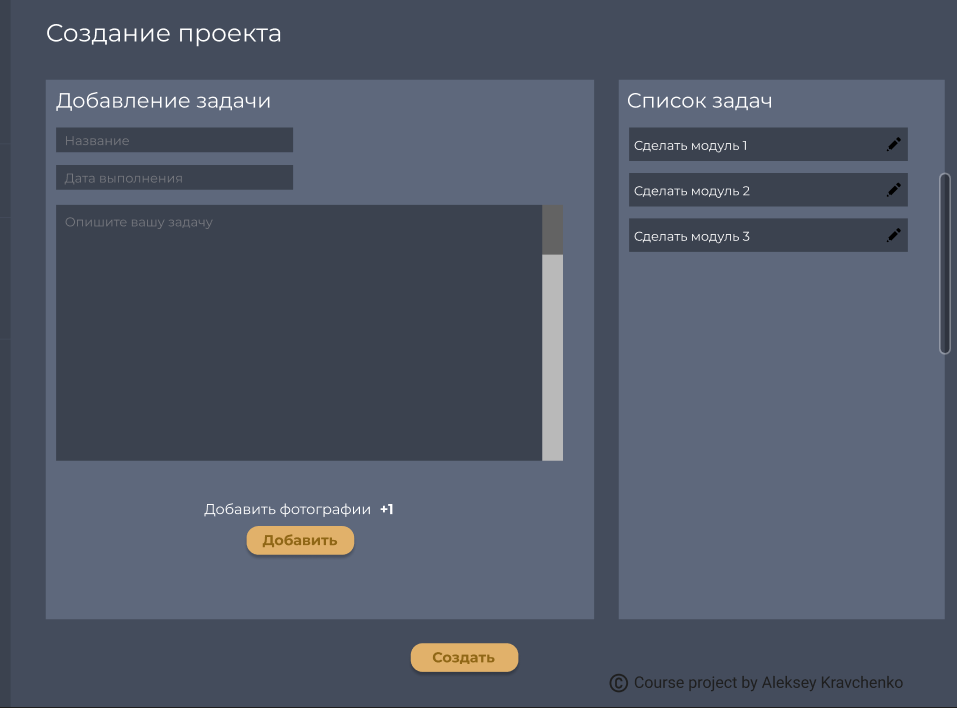 Создание проекта
Добавление задачи
Название
Дата выполнения
Опишите вашу задачу
Добавить фотографии +1
Добавить
Список задач
Сделать модуль 1
Сделать модуль 2
Сделать модуль 3
Создать
© Course project by Aleksey Kravchenko